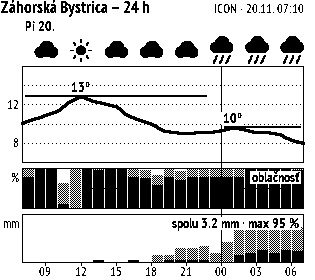 Záhorská Bystrica – 24 h
ICON · 20.11. 07:10
Pi 20.
13°
12
10°
8
%
oblačnosť
mm
spolu 3.2 mm · max 95 %
09 12 15 18 21 00 03 06